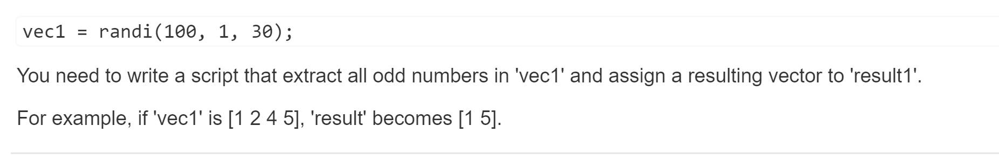 vec1 = randi(100, 1, 30);
You need to write a script that extract all odd numbers in 'vec1' and assign a resulting vector to 'result1'.
For example, if 'vec1' is [1 2 4 5], 'result' becomes [1 5].